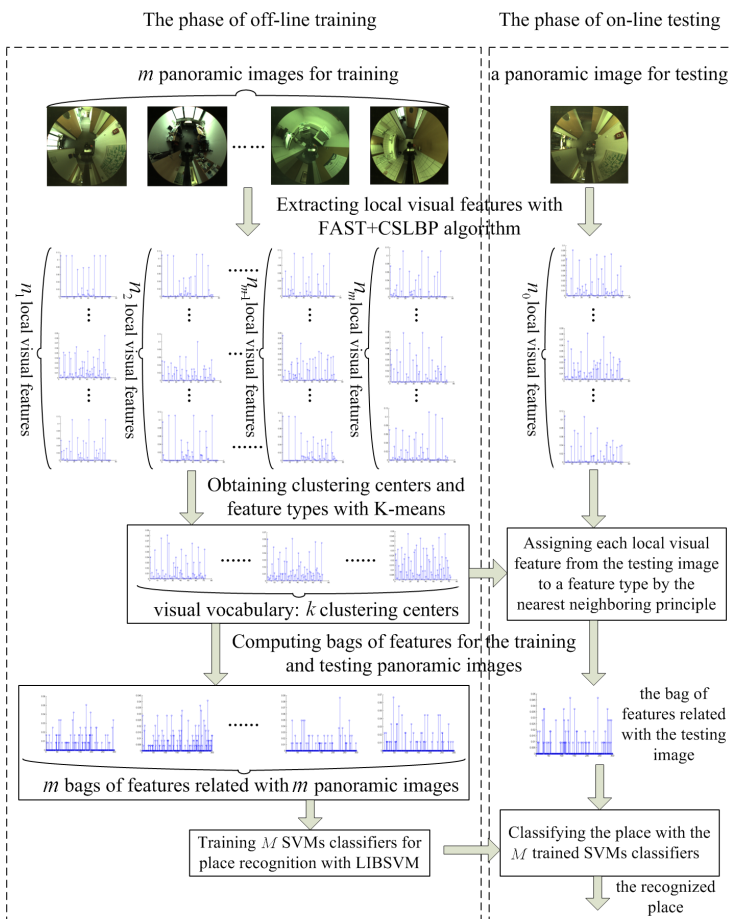 The phase of off-line training
The phase of on-line testing
m panoramic images for training
a panoramic image for testing
... ...
Extracting local visual features with
FAST+CSLBP algorithm
n1 local visual features
n2 local visual features
nm-1 local visual features
nm local visual features
n0 local visual features
Obtaining clustering centers and
feature types with K-means
visual vocabulary: k clustering centers
Assigning each local visual
feature from the testing image
to a feature type by the
nearest neighboring principle
Computing bags of features for the training
and testing panoramic images
the bag of
features related
with the testing
image
m bags of features related with m panoramic images
Training M SVMs classifiers for
place recognition with LIBSVM
Classifying the place with the
M trained SVMs classifiers
the recognized
place